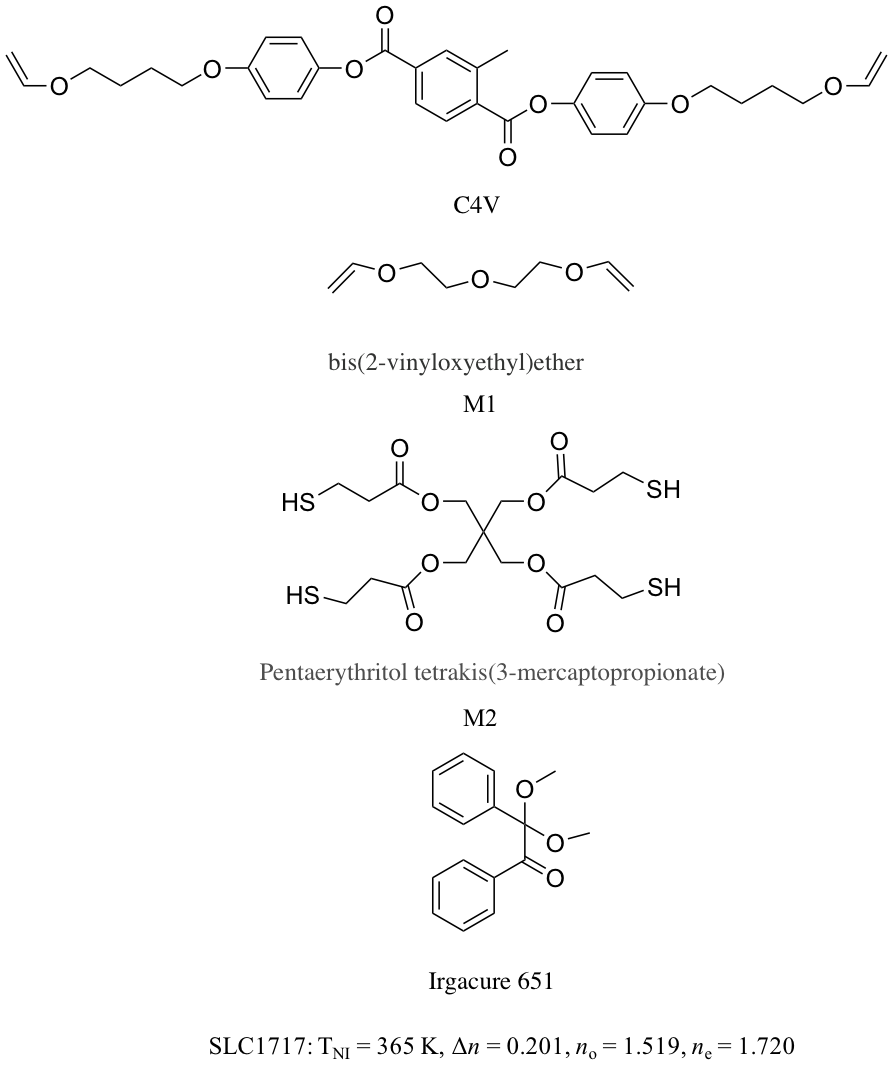 O
O
O
O
O
O
O
O
C4V
O
O
O
bis(2-vinyloxyethyl)ether
M1
O
O
HS
O
O
SH
O
O
HS
SH
O
O
Pentaerythritol tetrakis(3-mercaptopropionate)
M2
O
O
O
Irgacure 651
SLC1717: T_NI = 365 K, Δn = 0.201, n_o = 1.519, n_e = 1.720